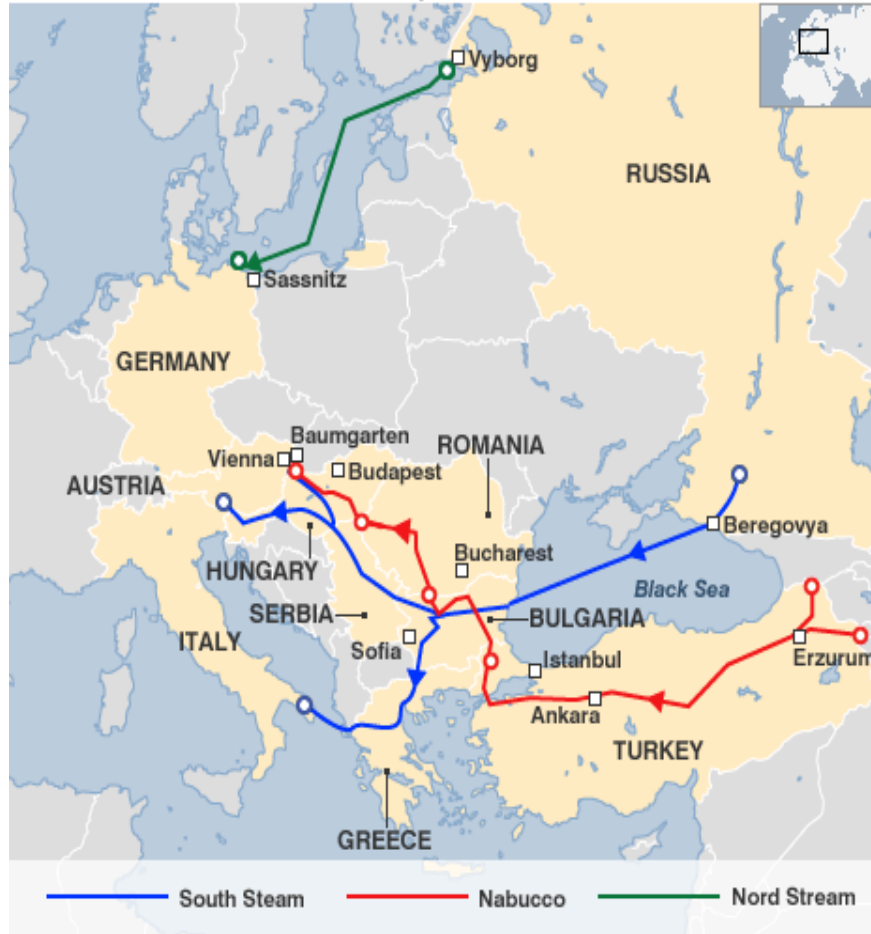 Vyborg
RUSSIA
Sassnitz
GERMANY
Baumgarten
Vienna
ROMANIA
Budapest
AUSTRIA
Beregovya
Bucharest
HUNGARY
Black Sea
SERBIA
BULGARIA
ITALY
Sofia
Istanbul
Erzurum
Ankara
TURKEY
GREECE
South Steam
Nabucco
Nord Stream